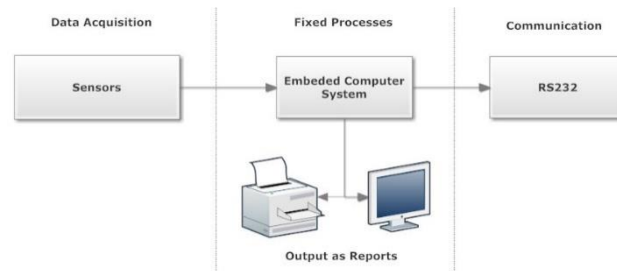 Data Acquisition
Fixed Processes
Communication
Sensors
Embeded Computer
System
RS232
Output as Reports